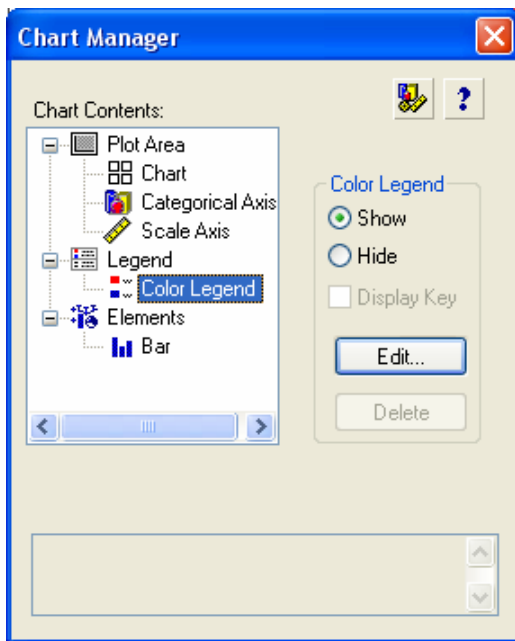 Chart Manager
?
Chart Contents:
Plot Area
Chart
Categorical Axis
Scale Axis
Legend
Color Legend
Elements
Bar
Color Legend
Show
Hide
Display Key
Edit...
Delete